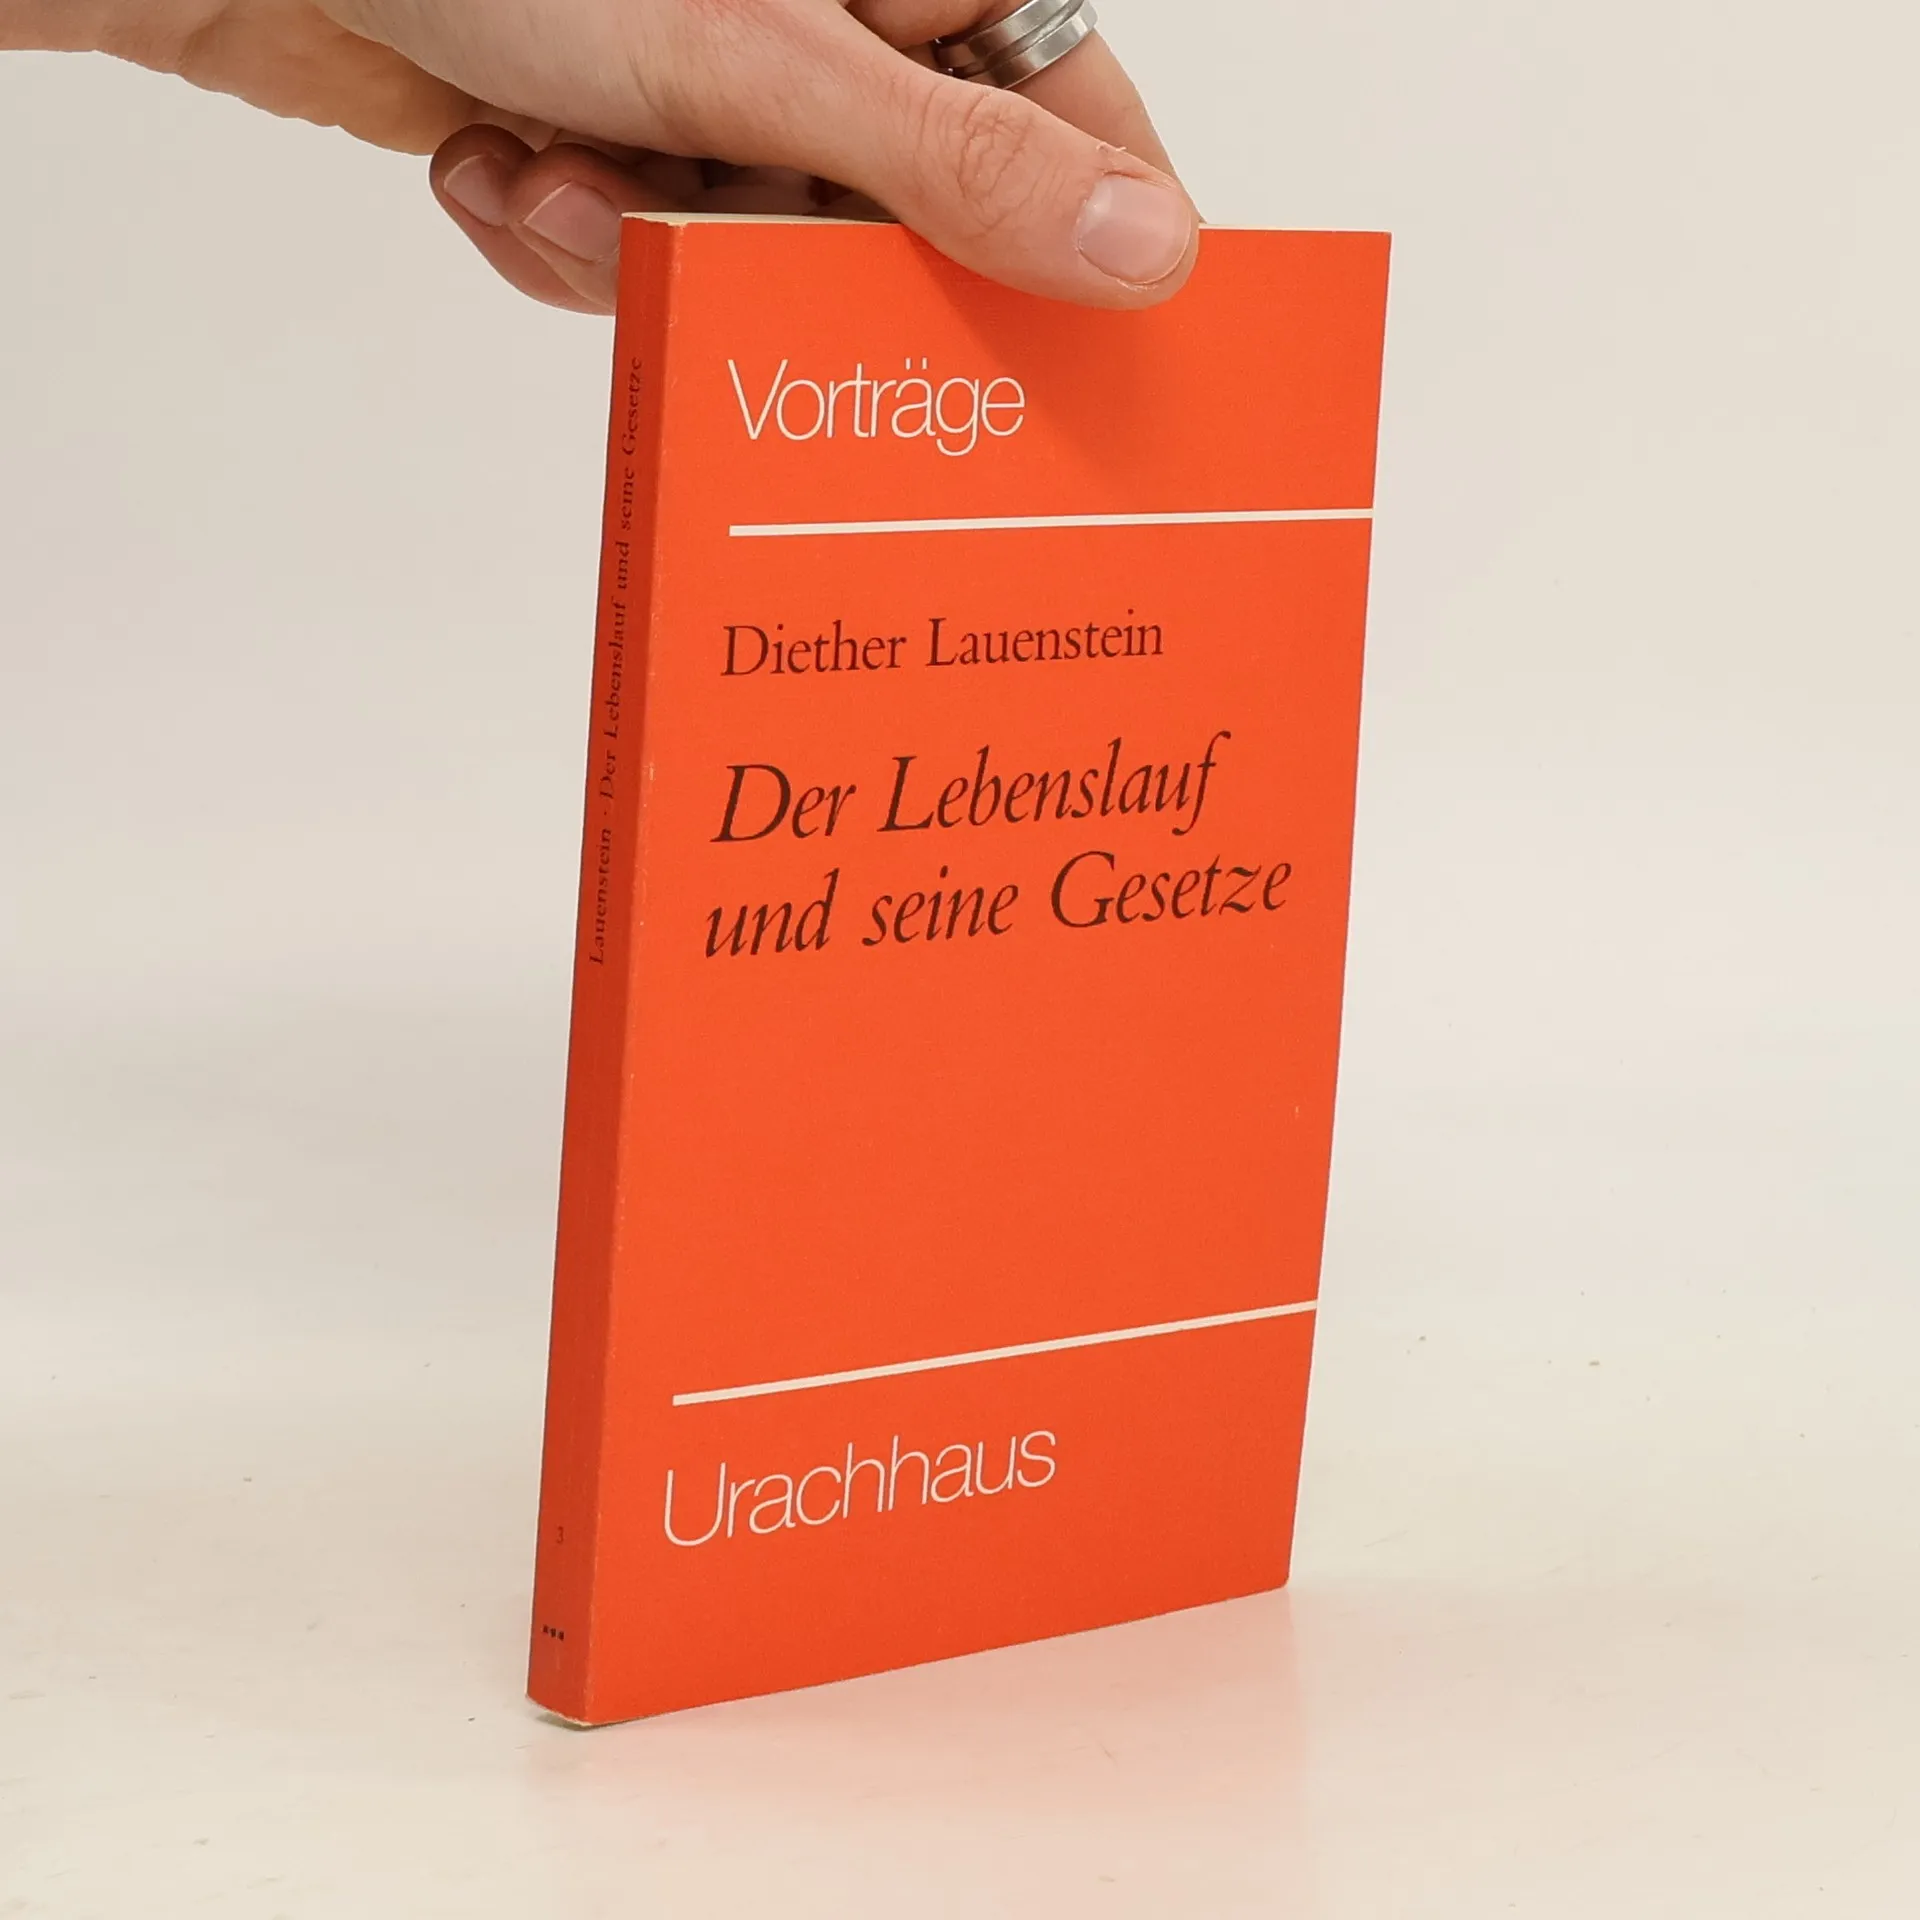 Vorträge
Diether Lauenstein
Der Lebenslauf
und seine Gesetze
Urachhaus
Lauenstein · Der Lebenslauf und seine Gesetze
3